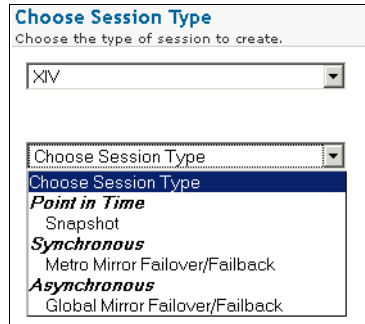 Choose Session Type
Choose the type of session to create.
XIV
Choose Session Type
Choose Session Type
Point in Time
Snapshot
Synchronous
Metro Mirror Failover/Failback
Asynchronous
Global Mirror Failover/Failback